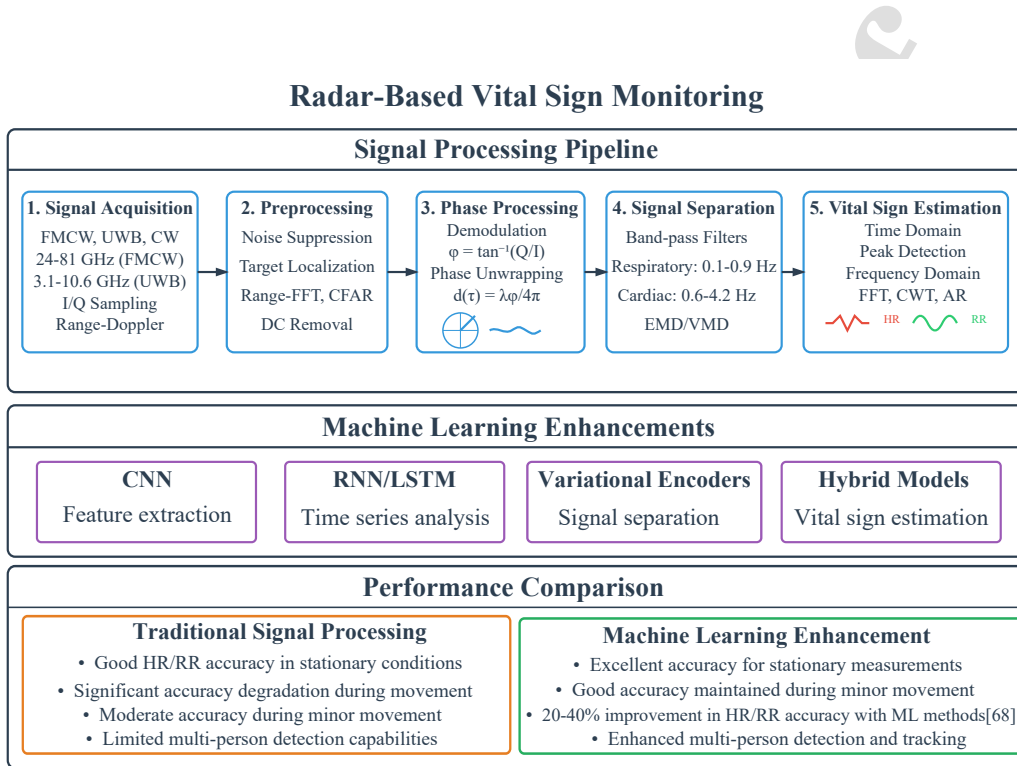 Radar-Based Vital Sign Monitoring
Signal Processing Pipeline
1. Signal Acquisition
FMCW, UWB, CW
24-81 GHz (FMCW)
3.1-10.6 GHz (UWB)
I/Q Sampling
Range-Doppler
2. Preprocessing
Noise Suppression
Target Localization
Range-FFT, CFAR
DC Removal
3. Phase Processing
Demodulation
φ = tan⁻¹(Q/I)
Phase Unwrapping
d(τ) = λφ/4π
4. Signal Separation
Band-pass Filters
Respiratory: 0.1-0.9 Hz
Cardiac: 0.6-4.2 Hz
EMD/VMD
5. Vital Sign Estimation
Time Domain
Peak Detection
Frequency Domain
FFT, CWT, AR
HR RR
Machine Learning Enhancements
CNN
Feature extraction
RNN/LSTM
Time series analysis
Variational Encoders
Signal separation
Hybrid Models
Vital sign estimation
Performance Comparison
Traditional Signal Processing
• Good HR/RR accuracy in stationary conditions
• Significant accuracy degradation during movement
• Moderate accuracy during minor movement
• Limited multi-person detection capabilities
Machine Learning Enhancement
• Excellent accuracy for stationary measurements
• Good accuracy maintained during minor movement
• 20-40% improvement in HR/RR accuracy with ML methods[68]
• Enhanced multi-person detection and tracking